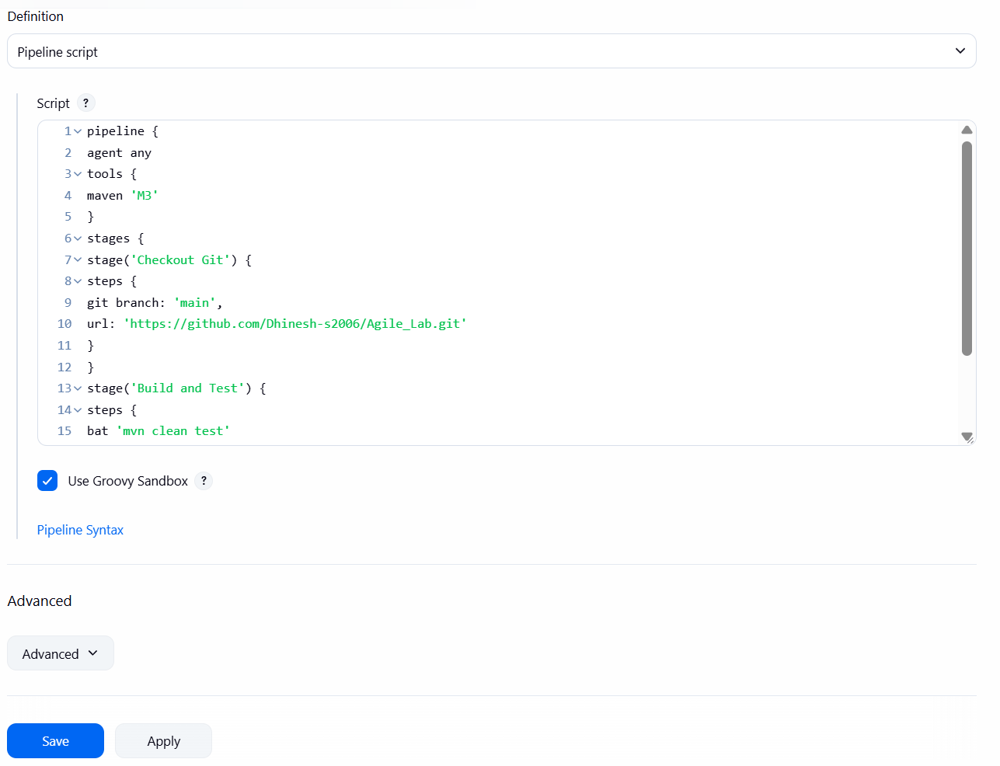 Definition
Pipeline script
Script ?
1 pipeline {
2 agent any
3 tools {
4 maven 'M3'
5 }
6 stages {
7 stage('Checkout Git') {
8 steps {
9 git branch: 'main',
10 url: 'https://github.com/Dhinesh-s2006/Agile_Lab.git'
11 }
12 }
13 stage('Build and Test') {
14 steps {
15 bat 'mvn clean test'
Use Groovy Sandbox ?
Pipeline Syntax
Advanced
Advanced
Save Apply